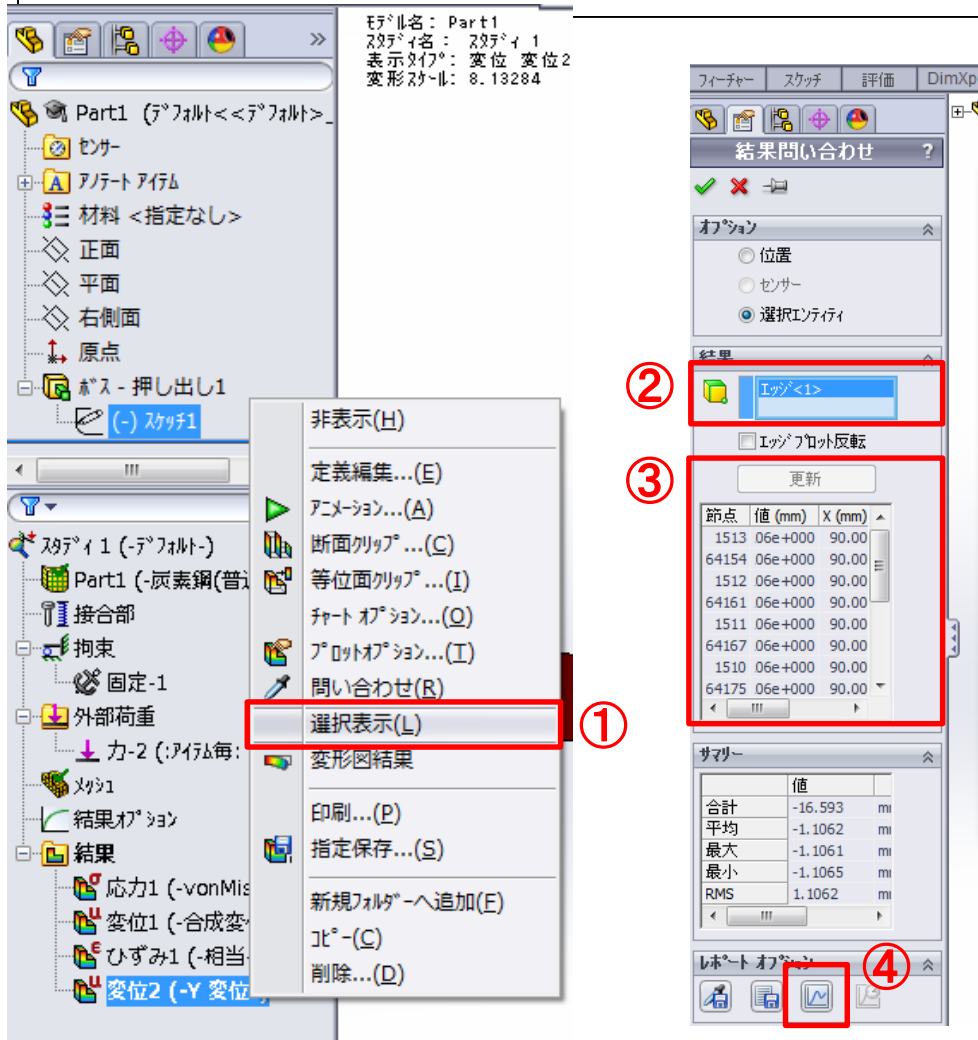 モデル名: Part1
スタディ名: スタディ 1
表示タイプ: 変位 変位2
変形スケール: 8.13284
Part1 (デフォルト<<デフォルト>_
センサー
アノテート アイテム
材料 <指定なし>
正面
平面
右側面
原点
ボス - 押し出し1
(-) スケッチ1
スタディ 1 (-デフォルト-)
Part1 (-炭素鋼(普通
接合部
拘束
固定-1
外部荷重
力-2 (:アイテム毎:
メッシュ
結果オプション
結果
応力1 (-vonMis
変位1 (-合成変
ひずみ1 (-相当
変位2 (-Y 変位
非表示(H)
定義編集...(E)
アニメーション...(A)
断面クリップ...(C)
等位面クリップ...(I)
チャート オプション...(O)
プロットオプション...(T)
問い合わせ(R)
選択表示(L)
①
変形図結果
印刷...(P)
指定保存...(S)
新規フォルダーへ追加(F)
コピー(C)
削除...(D)
フィーチャー スケッチ 評価 DimXp
結果問い合わせ ?
オプション
位置
センサー
選択エンティティ
結果
②
エッジ<1>
エッジ プロット反転
③
更新
節点 値 (mm) X (mm)
1513 06e+000 90.00
64154 06e+000 90.00
1512 06e+000 90.00
64161 06e+000 90.00
1511 06e+000 90.00
64167 06e+000 90.00
1510 06e+000 90.00
64175 06e+000 90.00
サマリー
値
合計 -16.593
平均 -1.1062
最大 -1.1061
最小 -1.1065
RMS 1.1062
レポート オプション
④